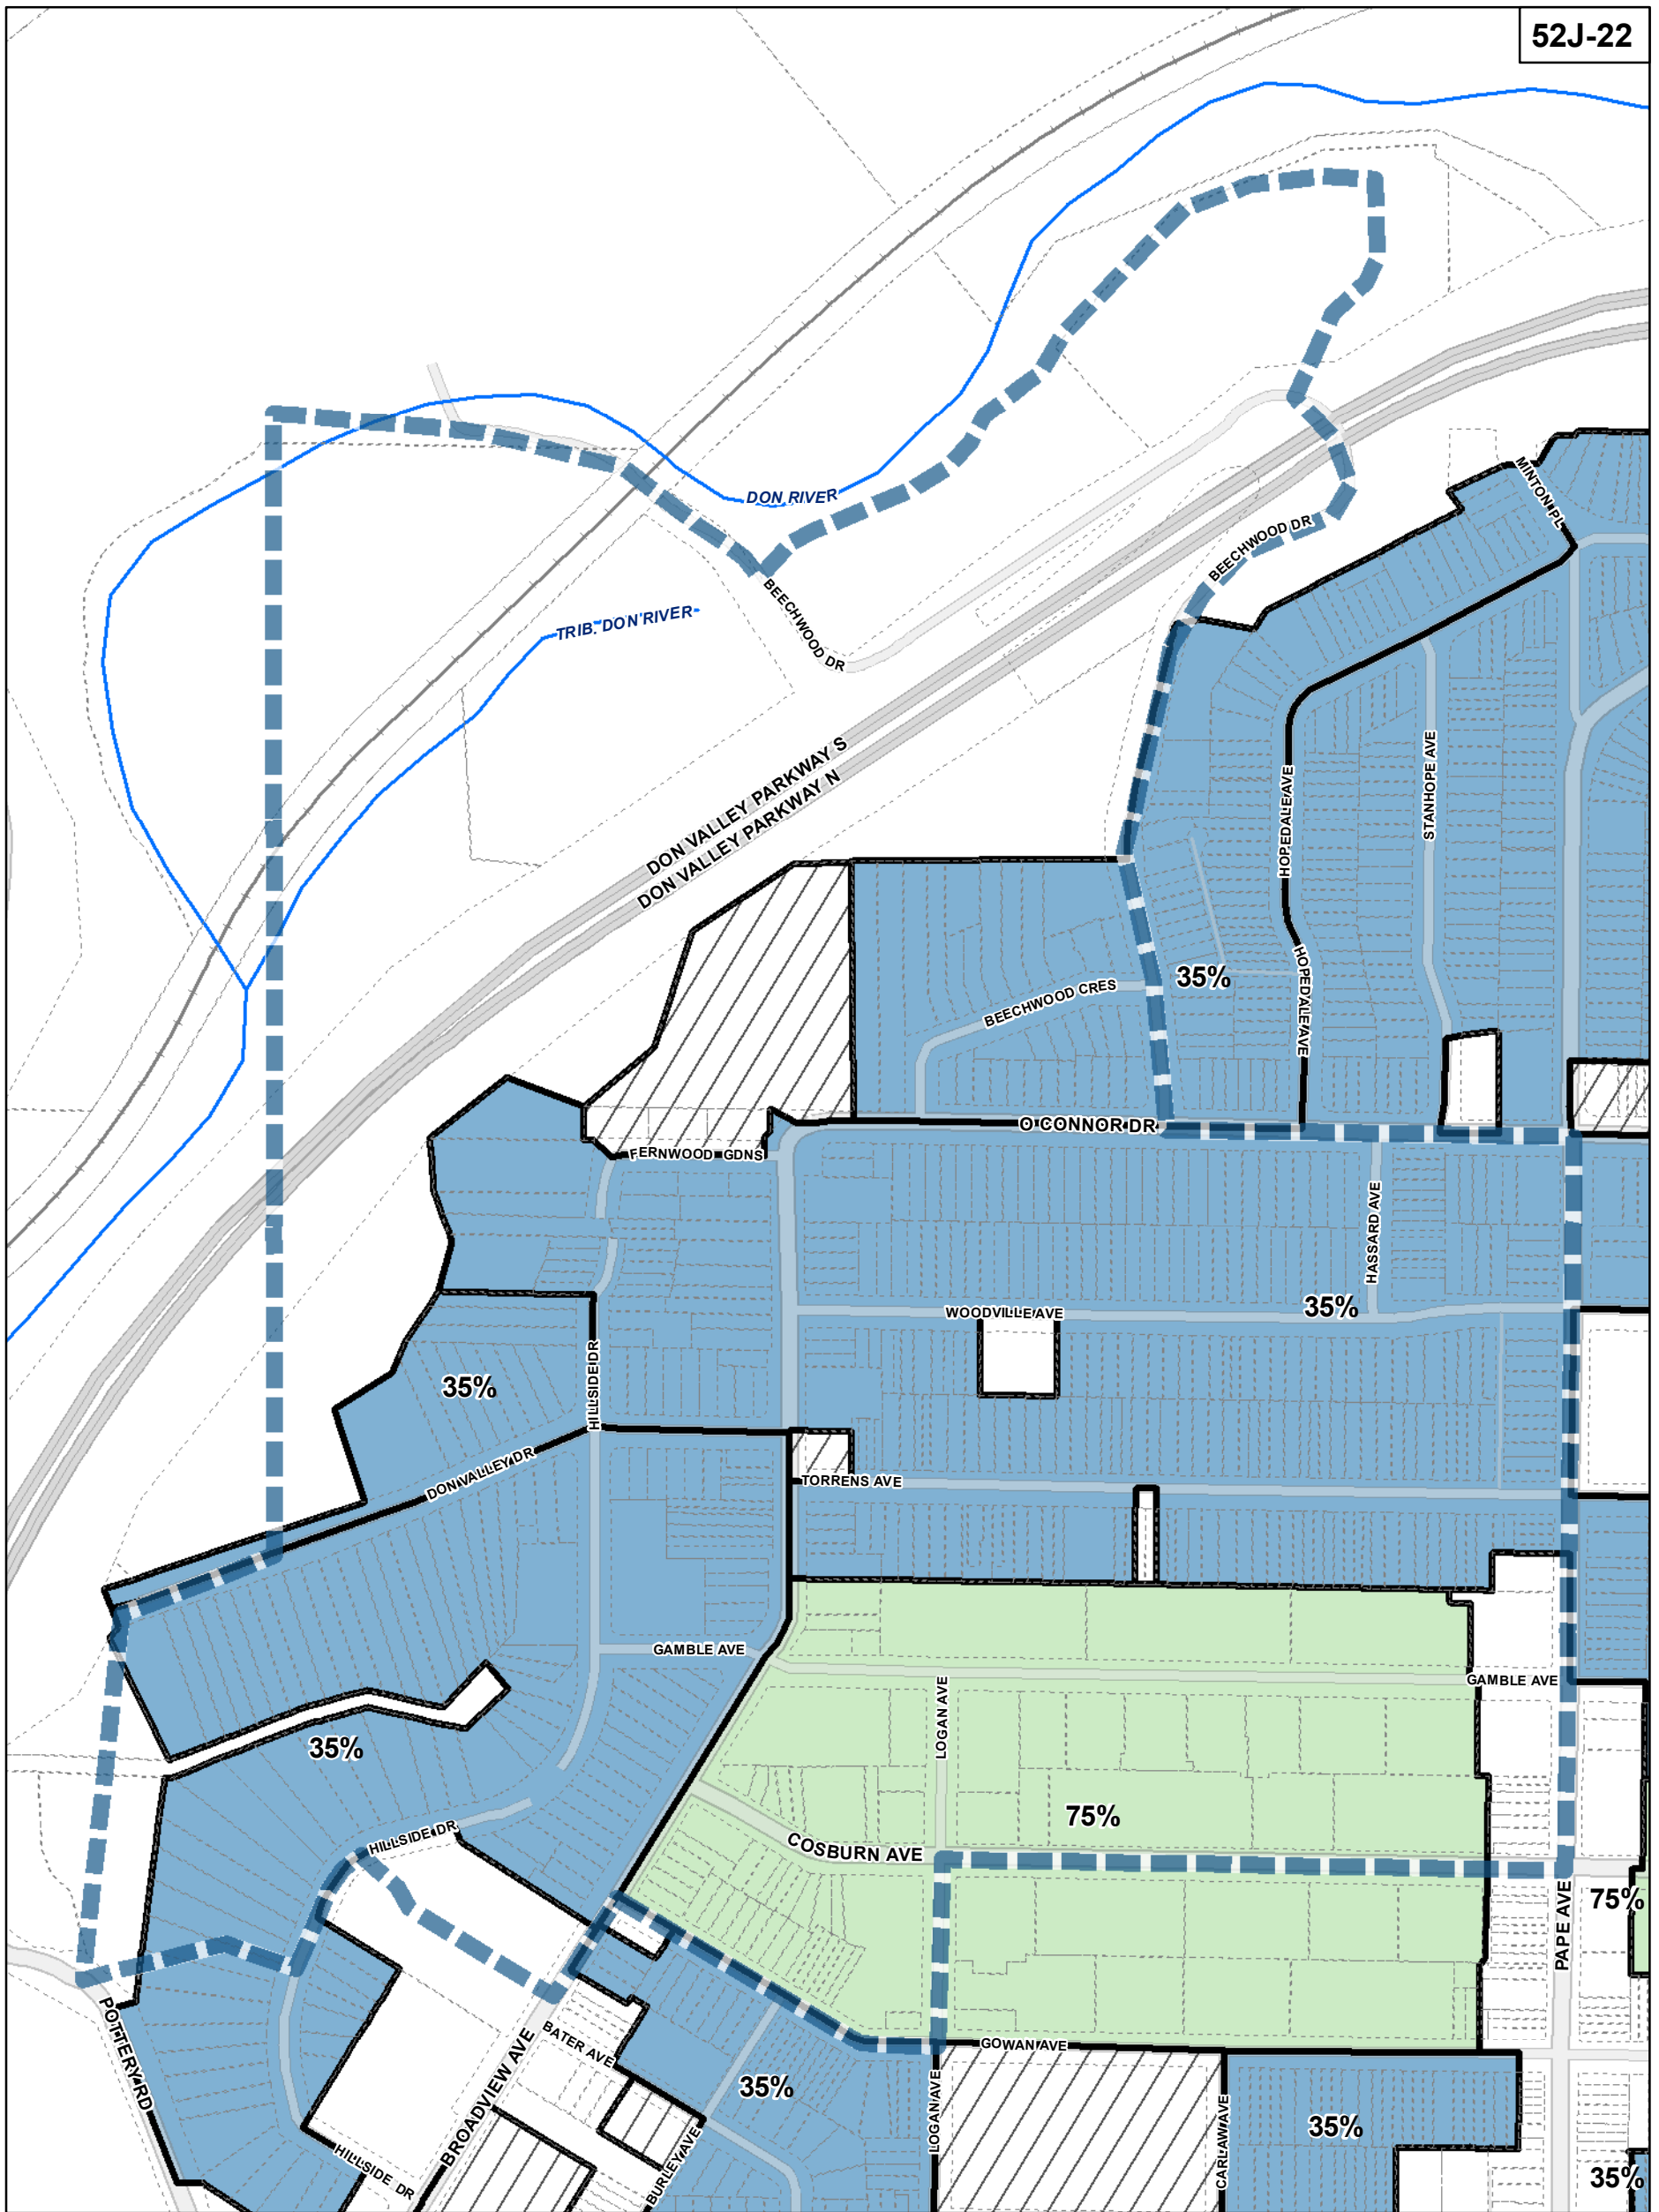 52J-22
MINTON PL
DON RIVER
BEECHWOOD DR
BEECHWOOD DR
TRIB. DON RIVER
DON VALLEY PARKWAY S
DON VALLEY PARKWAY N
HOPEDALE AVE
STANHOPE AVE
35%
BEECHWOOD CRES
HOPEDALE AVE
O CONNOR DR
FERNWOOD GDNS
HASSARD AVE
WOODVILLE AVE
35%
HILLSIDE DR
35%
DON VALLEY DR
TORRENS AVE
GAMBLE AVE
GAMBLE AVE
LOGAN AVE
35%
75%
HILLSIDE DR
COSBURN AVE
75%
PAPE AVE
POTTERY RD
BATER AVE
BROADVIEW AVE
GOWAN AVE
35%
LOGAN AVE
CARLAW AVE
35%
HILLSIDE DR
BURLEY AVE
35%